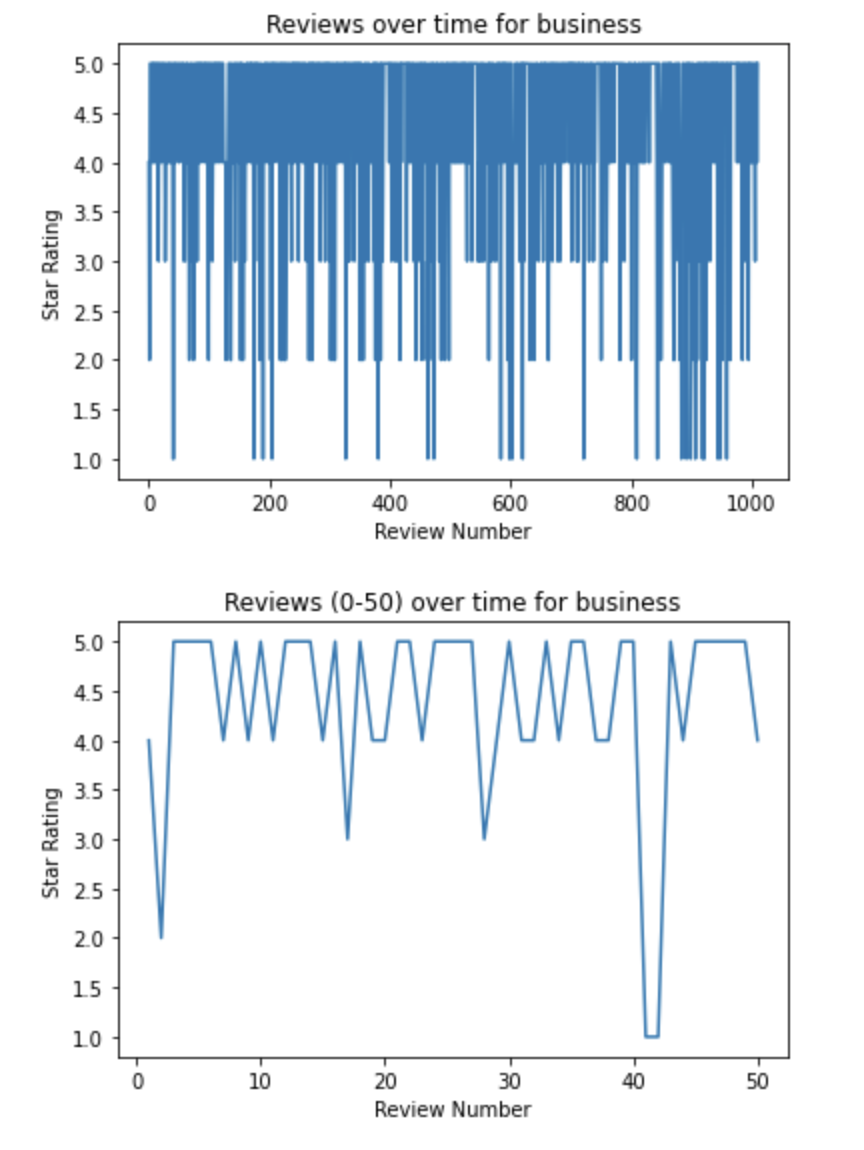 Reviews over time for business
5.0
4.5
4.0
3.5
3.0
2.5
2.0
1.5
1.0
Star Rating
0 200 400 600 800 1000
Review Number
Reviews (0-50) over time for business
5.0
4.5
4.0
3.5
3.0
2.5
2.0
1.5
1.0
Star Rating
0 10 20 30 40 50
Review Number